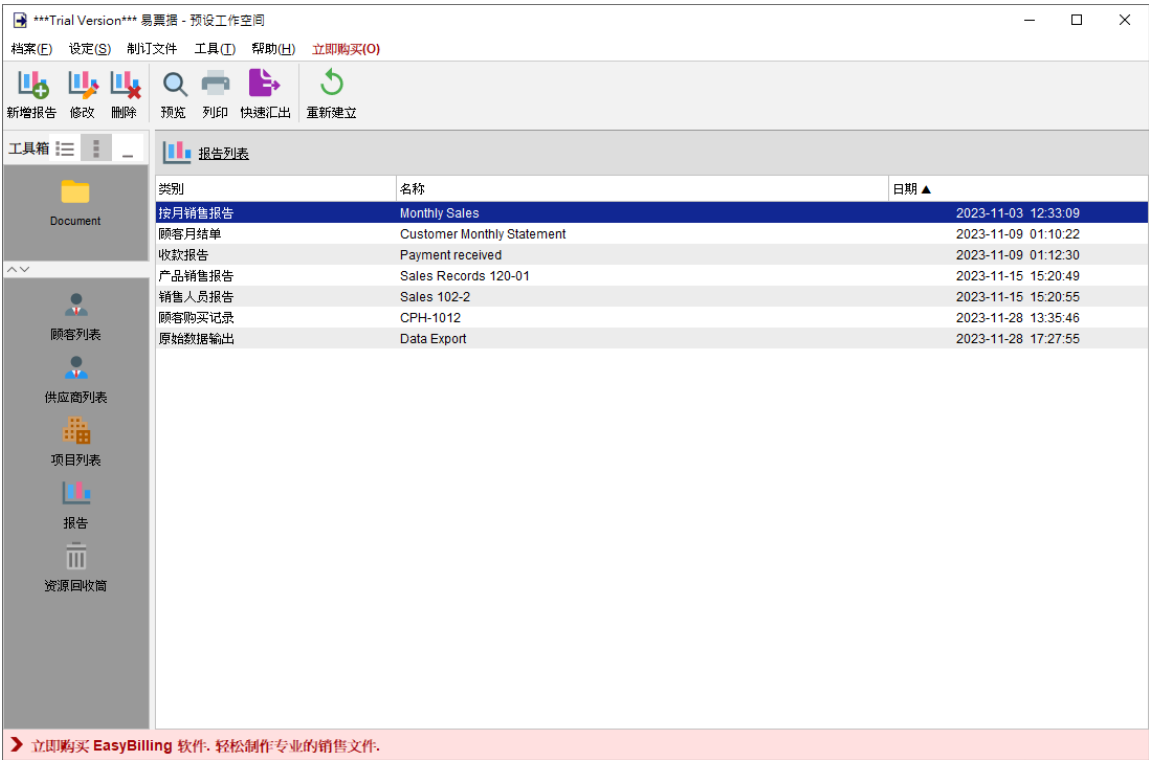 ***Trial Version*** 易票据 - 预设工作空间
档案(F) 设定(S) 制订文件 工具(T) 帮助(H) 立即购买(O)
新增报告 修改 删除 预览 列印 快速汇出 重新建立
工具箱
报告列表
Document
类别 名称 日期▲
按月销售报告 Monthly Sales 2023-11-03 12:33:09
顾客月结单 Customer Monthly Statement 2023-11-09 01:10:22
收款报告 Payment received 2023-11-09 01:12:30
产品销售报告 Sales Records 120-01 2023-11-15 15:20:49
销售人员报告 Sales 102-2 2023-11-15 15:20:55
顾客购买记录 CPH-1012 2023-11-28 13:35:46
原始数据输出 Data Export 2023-11-28 17:27:55
顾客列表
供应商列表
项目列表
报告
资源回收筒
立即购买 EasyBilling 软件. 轻松制作专业的销售文件.